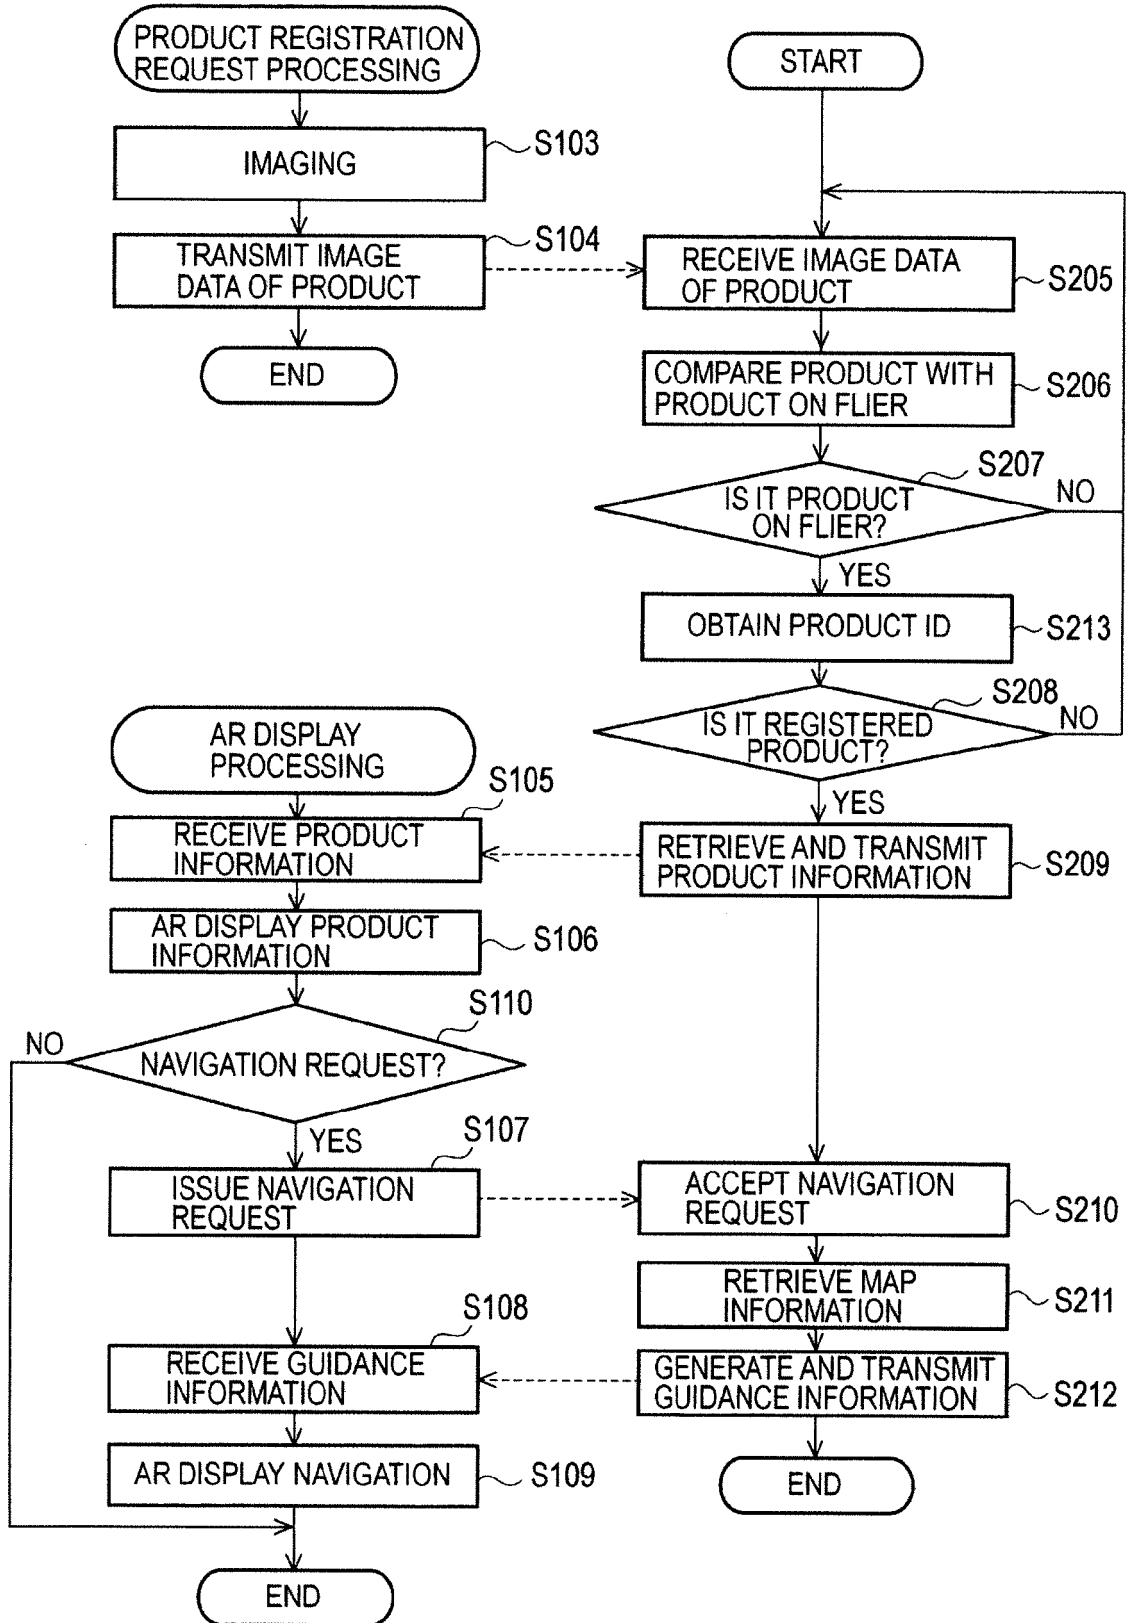 PRODUCT REGISTRATION
REQUEST PROCESSING
IMAGING
S103
TRANSMIT IMAGE
DATA OF PRODUCT
S104
END
START
RECEIVE IMAGE DATA
OF PRODUCT
S205
COMPARE PRODUCT WITH
PRODUCT ON FLIER
S206
IS IT PRODUCT
ON FLIER?
S207
NO
YES
OBTAIN PRODUCT ID
S213
IS IT REGISTERED
PRODUCT?
S208
NO
YES
RETRIEVE AND TRANSMIT
PRODUCT INFORMATION
S209
AR DISPLAY
PROCESSING
RECEIVE PRODUCT
INFORMATION
S105
AR DISPLAY PRODUCT
INFORMATION
S106
NAVIGATION REQUEST?
S110
NO
YES
ISSUE NAVIGATION
REQUEST
S107
ACCEPT NAVIGATION
REQUEST
S210
RETRIEVE MAP
INFORMATION
S211
GENERATE AND TRANSMIT
GUIDANCE INFORMATION
S212
END
RECEIVE GUIDANCE
INFORMATION
S108
AR DISPLAY NAVIGATION
S109
END